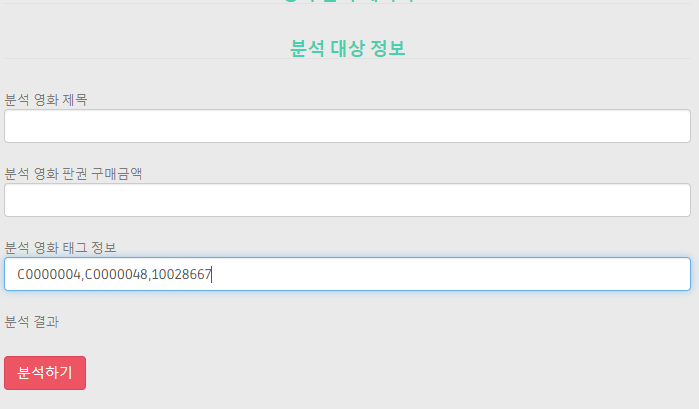 분석 대상 정보
분석 영화 제목
분석 영화 판권 구매금액
분석 영화 태그 정보
C0000004,C0000048,10028667
분석 결과
분석하기